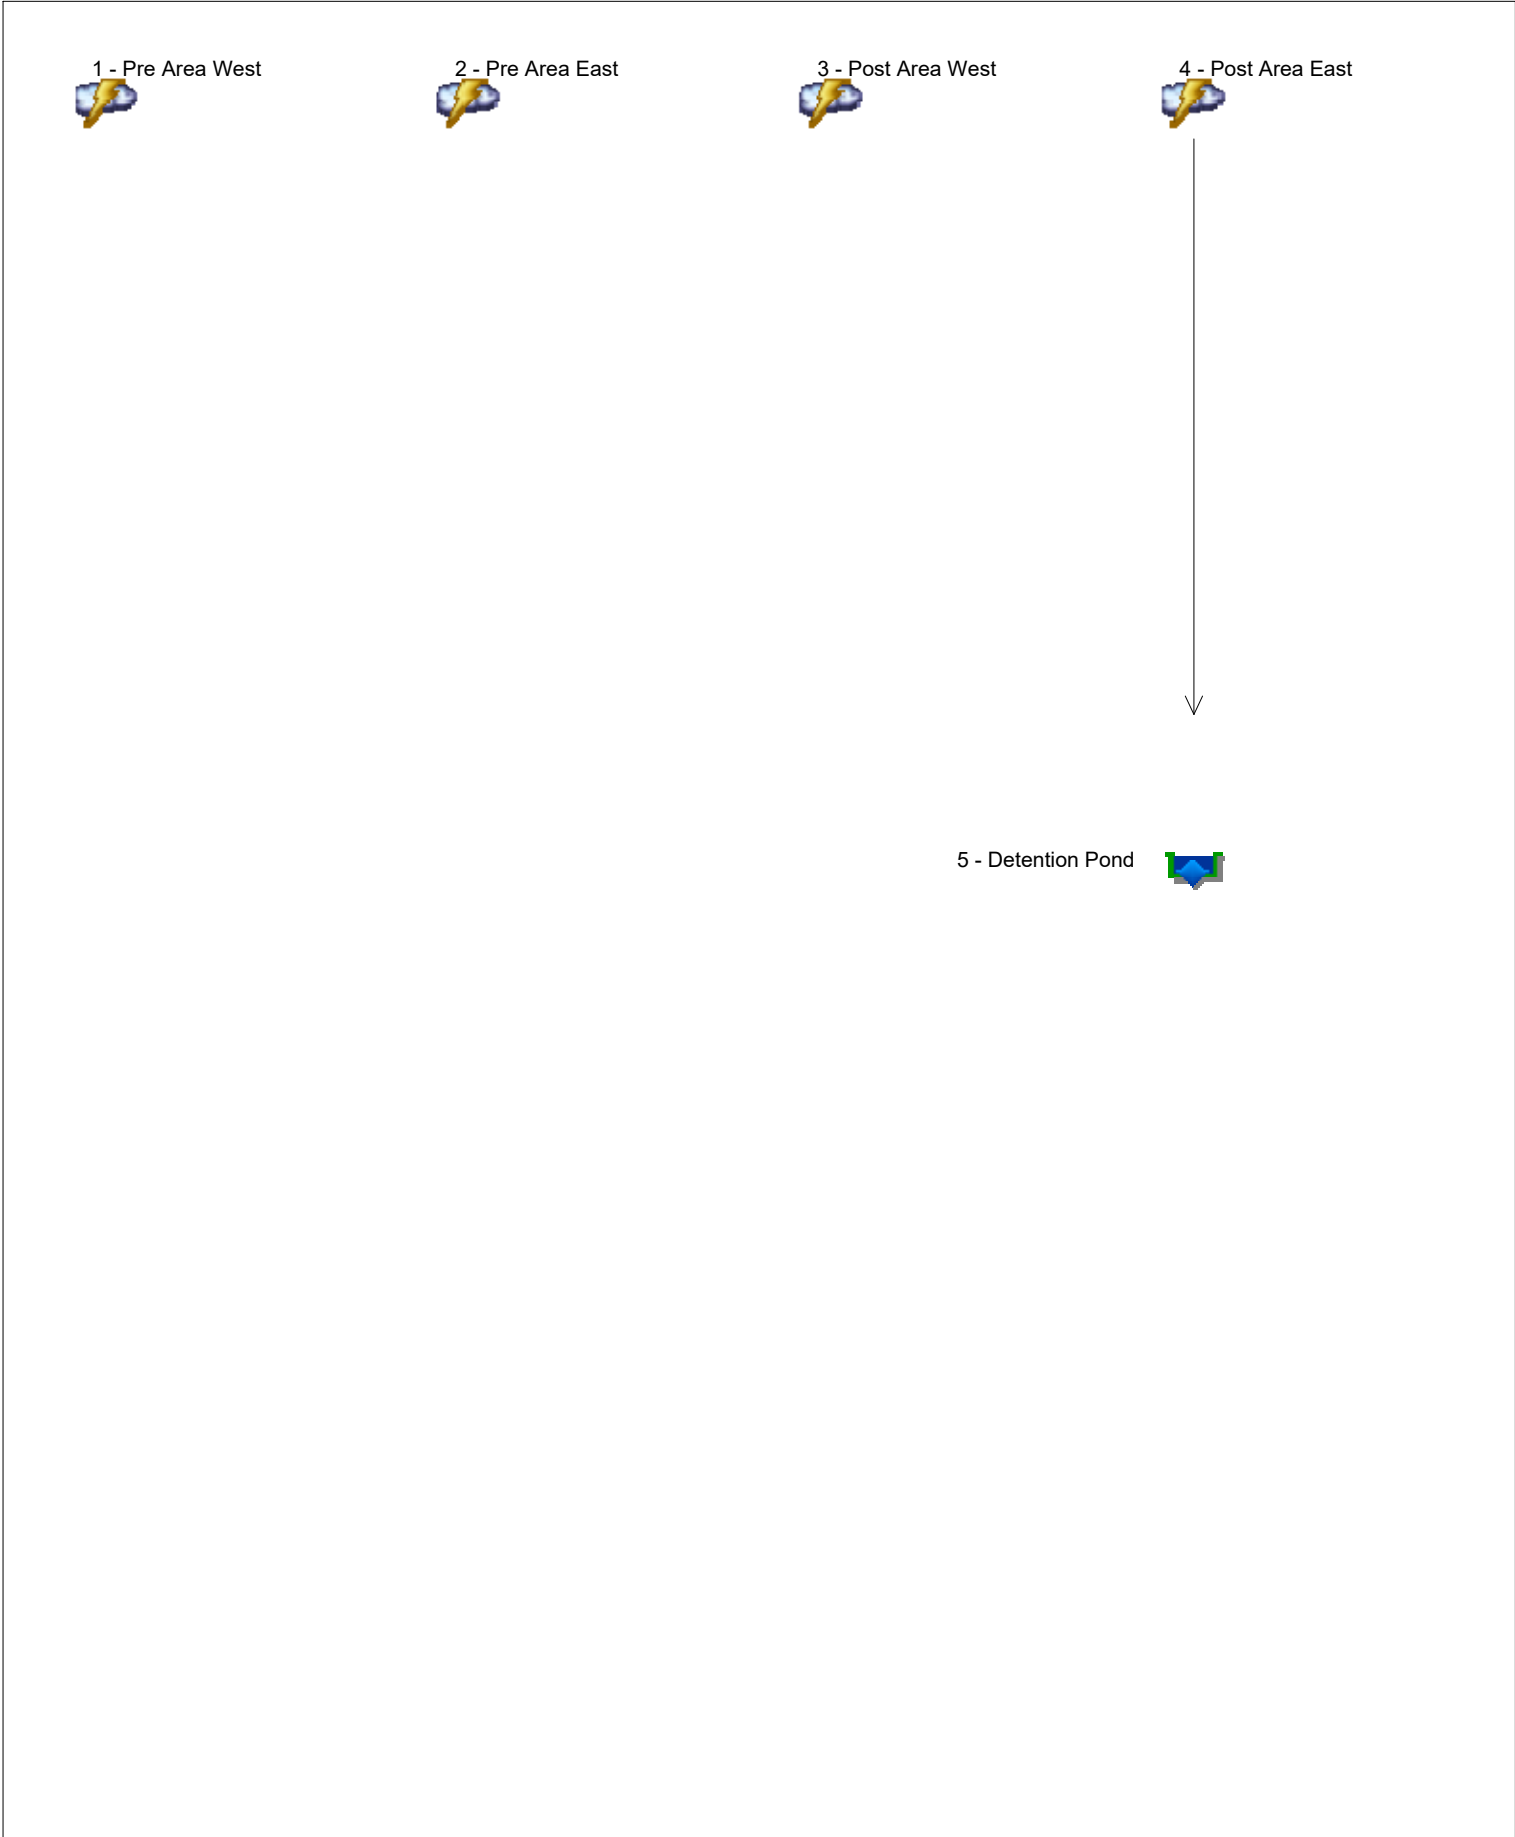 1 - Pre Area West
2 - Pre Area East
3 - Post Area West
4 - Post Area East
5 - Detention Pond